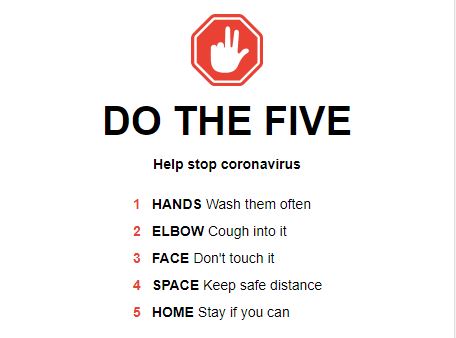 DO THE FIVE
Help stop coronavirus
1 HANDS Wash them often
2 ELBOW Cough into it
3 FACE Don't touch it
4 SPACE Keep safe distance
5 HOME Stay if you can